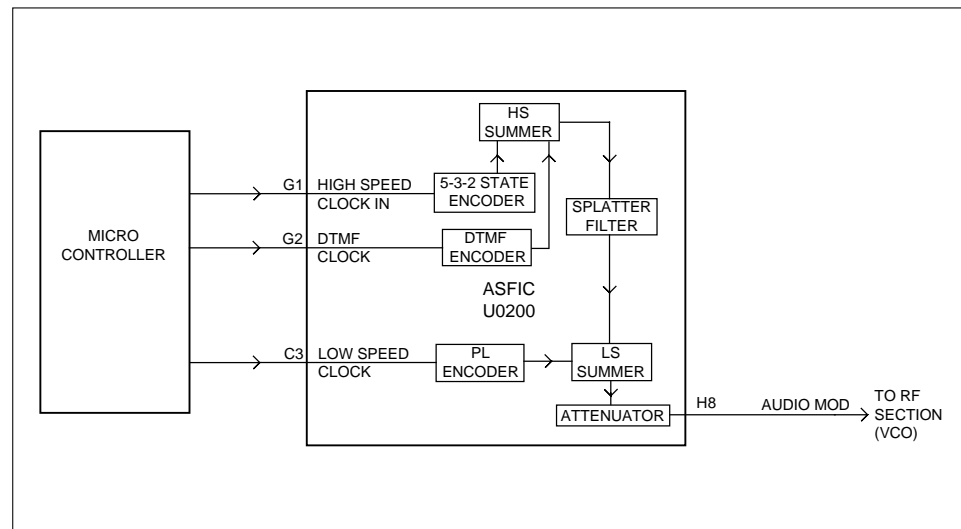 HS
SUMMER
G1
HIGH SPEED
CLOCK IN
5-3-2 STATE
ENCODER
SPLATTER
FILTER
MICRO
CONTROLLER
G2
DTMF
CLOCK
DTMF
ENCODER
ASFIC
U0200
C3
LOW SPEED
CLOCK
PL
ENCODER
LS
SUMMER
ATTENUATOR
H8
AUDIO MOD
TO RF
SECTION
(VCO)